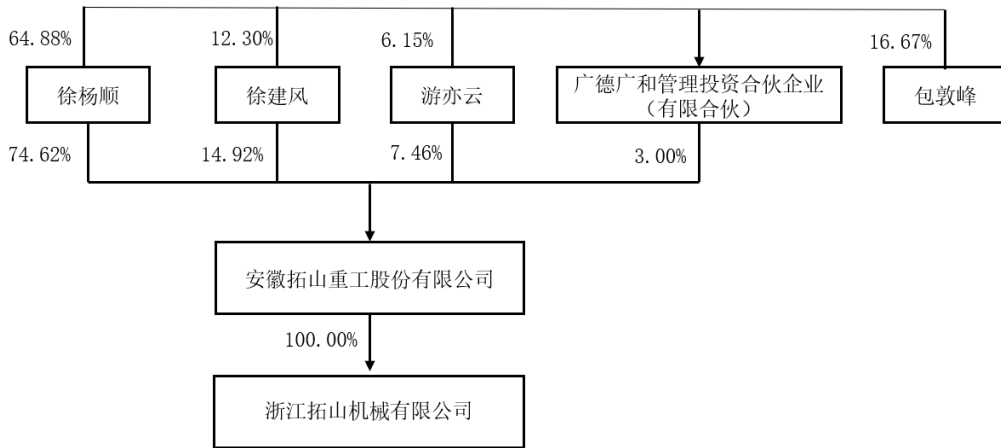 64.88%
12.30%
6.15%
16.67%
徐杨顺
徐建风
游亦云
广德广和管理投资合伙企业
（有限合伙）
包敦峰
74.62%
14.92%
7.46%
3.00%
安徽拓山重工股份有限公司
100.00%
浙江拓山机械有限公司